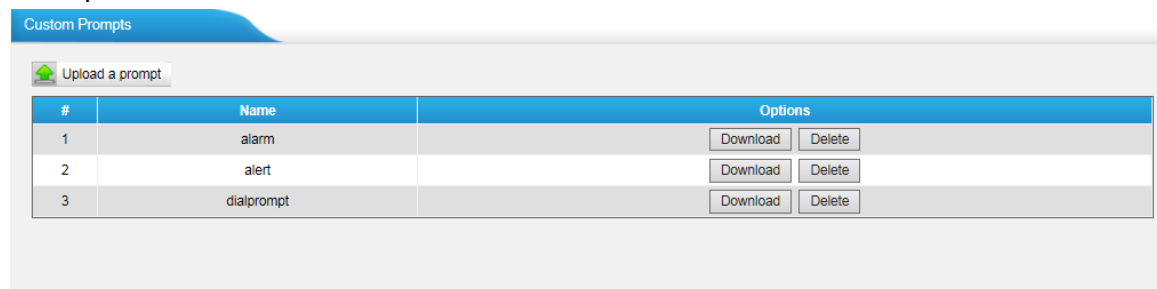 Custom Prompts
Upload a prompt
# Name Options
1 alarm Download Delete
2 alert Download Delete
3 dialprompt Download Delete